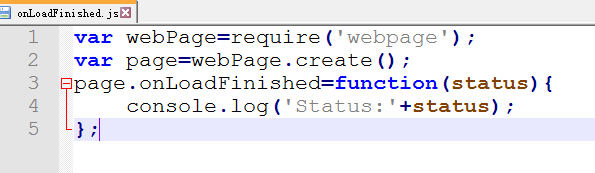 onLoadFinished.js
1 var webPage=require('webpage');
2 var page=webPage.create();
3 page.onLoadFinished=function(status){
4 console.log('Status:'+status);
5 };